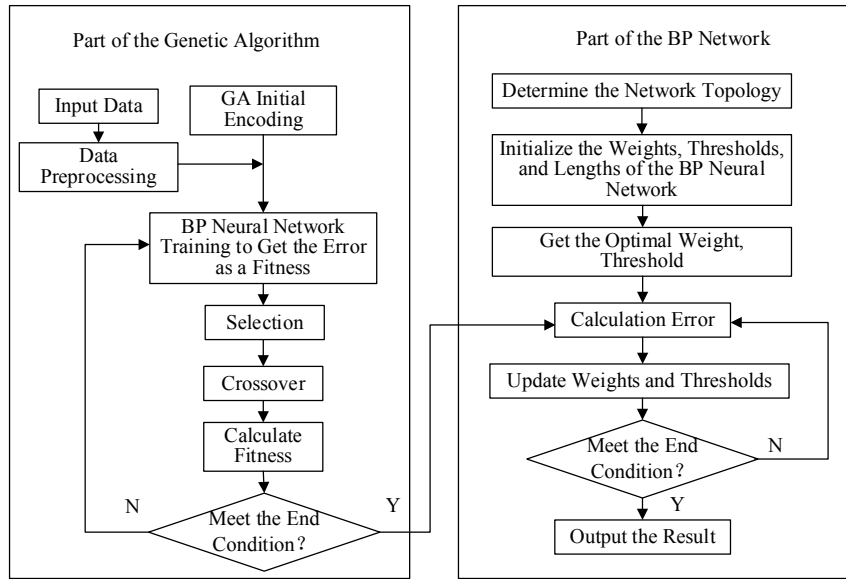 Part of the Genetic Algorithm
Input Data
GA Initial
Encoding
Data
Preprocessing
BP Neural Network
Training to Get the Error
as a Fitness
Selection
Crossover
Calculate
Fitness
N
Y
Meet the End
Condition?
Part of the BP Network
Determine the Network Topology
Initialize the Weights, Thresholds,
and Lengths of the BP Neural
Network
Get the Optimal Weight,
Threshold
Calculation Error
Update Weights and Thresholds
Meet the End
Condition?
N
Y
Output the Result